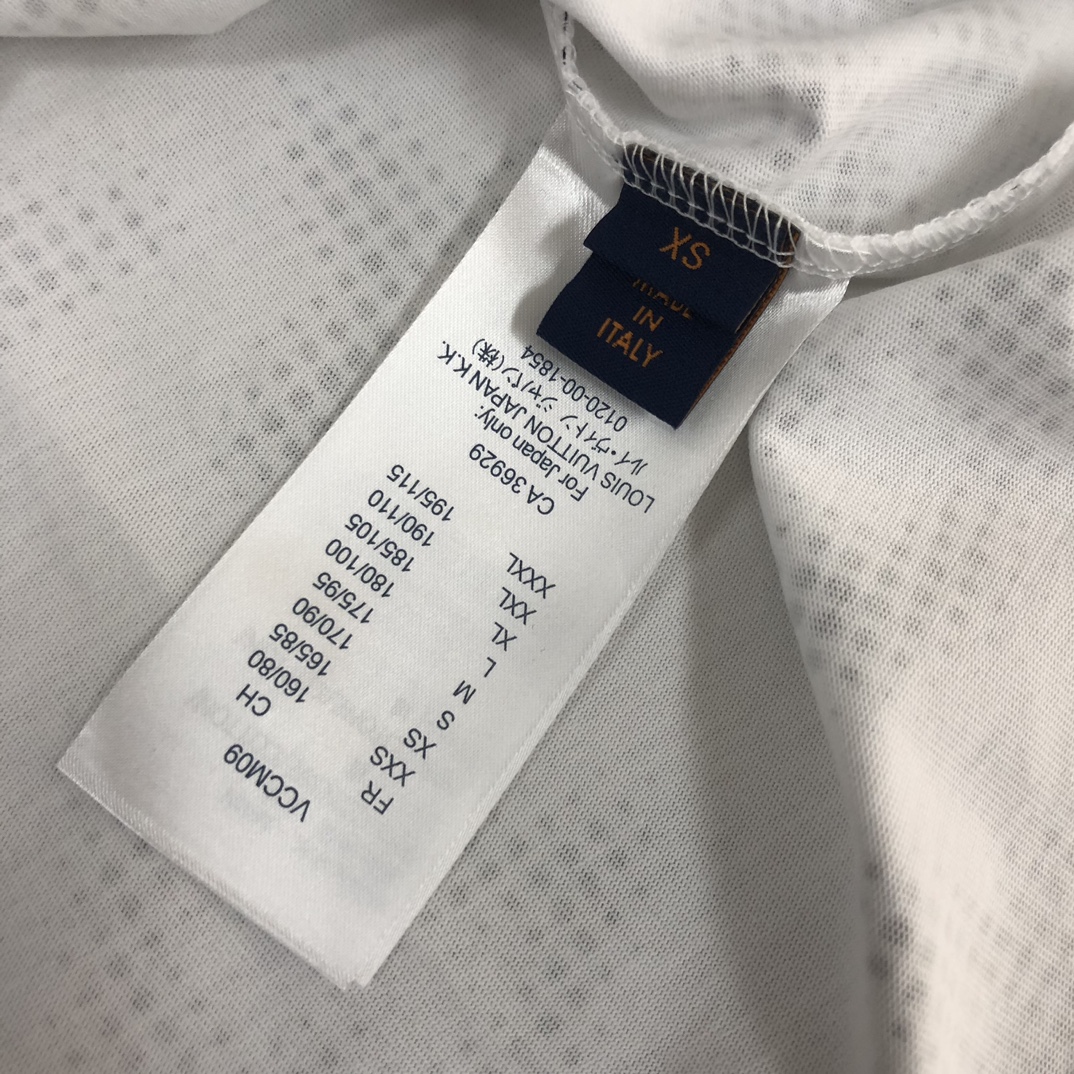 XS
MADE
IN
ITALY
VCCM09
FR CH
XXS 160/80
XS 165/85
S 170/90
M 175/95
L 180/100
XL 185/105
XXL 190/110
XXXL 195/115
CA 36929
For Japan only:
LOUIS VUITTON JAPAN K.K.
ルイ・ヴィトン ジャパン(株)
0120-00-1854